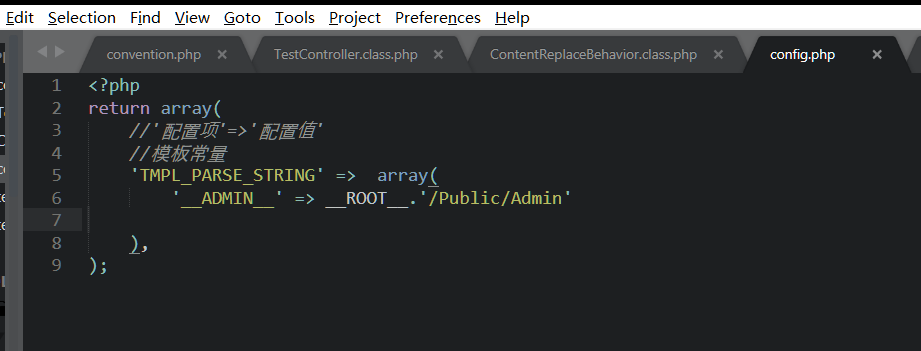 Edit Selection Find View Goto Tools Project Preferences Help
convention.php × TestController.class.php × ContentReplaceBehavior.class.php × config.php ×
1 <?php
2 return array(
3 //'配置项'=>'配置值'
4 //模板常量
5 'TMPL_PARSE_STRING' => array(
6 '__ADMIN__' => __ROOT__.'/Public/Admin'
7
8 ),
9 );